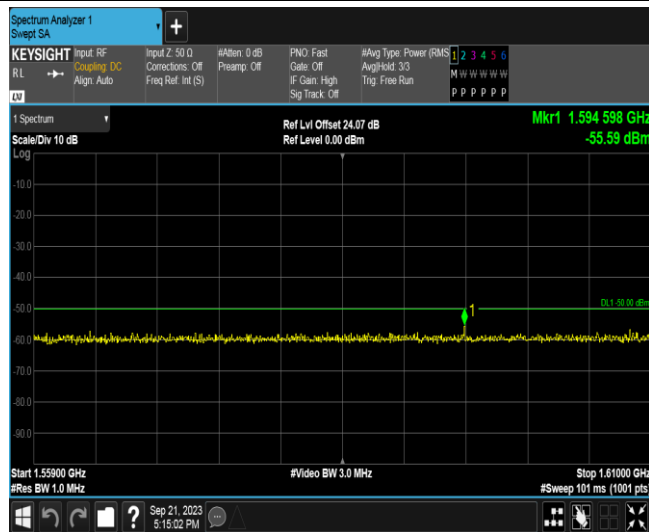 Spectrum Analyzer 1
Swept SA
+
KEYSIGHT
RL
LXI
Input: RF
Coupling: DC
Align: Auto
Input Z: 50 Ω
Corrections: Off
Freq Ref: Int (S)
#Atten: 0 dB
Preamp: Off
PNO: Fast
Gate: Off
IF Gain: High
Sig Track: Off
#Avg Type: Power (RMS
Avg|Hold: 3/3
Trig: Free Run
1 2 3 4 5 6
M W W W W W
P P P P P P
1 Spectrum
Scale/Div 10 dB
Log
Ref Lvl Offset 24.07 dB
Ref Level 0.00 dBm
Mkr1 1.594 598 GHz
-55.59 dBm
-10.0
-20.0
-30.0
-40.0
-50.0
-60.0
-70.0
-80.0
-90.0
1
DL1 -50.00 dBm
Start 1.55900 GHz
#Res BW 1.0 MHz
#Video BW 3.0 MHz
Stop 1.61000 GHz
#Sweep 101 ms (1001 pts)
?
Sep 21, 2023
5:15:02 PM